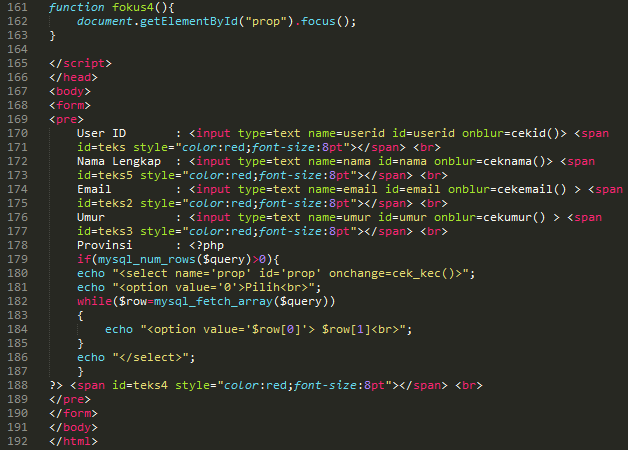 161 function fokus4(){
162     document.getElementById("prop").focus();
163 }
164
165 </script>
166 </head>
167 <body>
168 <form>
169 <pre>
170     User ID       : <input type=text name=userid id=userid onblur=cekid()> <span
171     id=teks style="color:red;font-size:8pt"></span> <br>
172     Nama Lengkap  : <input type=text name=nama id=nama onblur=ceknama()> <span
173     id=teks5 style="color:red;font-size:8pt"></span> <br>
174     Email         : <input type=text name=email id=email onblur=cekemail() > <span
175     id=teks2 style="color:red;font-size:8pt"></span> <br>
176     Umur          : <input type=text name=umur id=umur onblur=cekumur() > <span
177     id=teks3 style="color:red;font-size:8pt"></span> <br>
178     Provinsi      : <?php
179     if(mysql_num_rows($query)>0){
180     echo "<select name='prop' id='prop' onchange=cek_kec()>";
181     echo "<option value='0'>Pilih<br>";
182     while($row=mysql_fetch_array($query))
183     {
184         echo "<option value='$row[0]'> $row[1]<br>";
185     }
186     echo "</select>";
187     }
188 ?> <span id=teks4 style="color:red;font-size:8pt"></span> <br>
189 </pre>
190 </form>
191 </body>
192 </html>